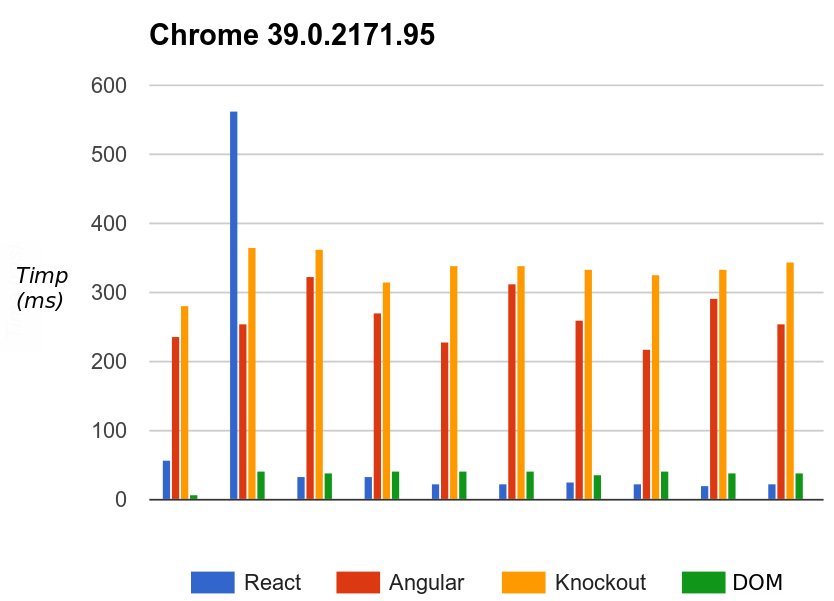 Chrome 39.0.2171.95
600
500
400
300
200
100
0
Timp
(ms)
React
Angular
Knockout
DOM